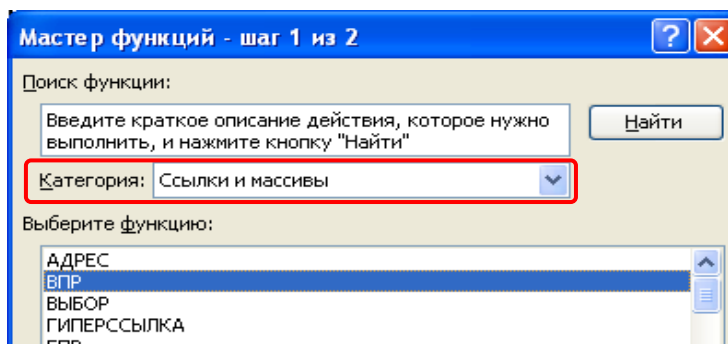 Мастер функций - шаг 1 из 2
Поиск функции:
Введите краткое описание действия, которое нужно
выполнить, и нажмите кнопку "Найти"
Найти
Категория: Ссылки и массивы
Выберите функцию:
АДРЕС
ВПР
ВЫБОР
ГИПЕРССЫЛКА